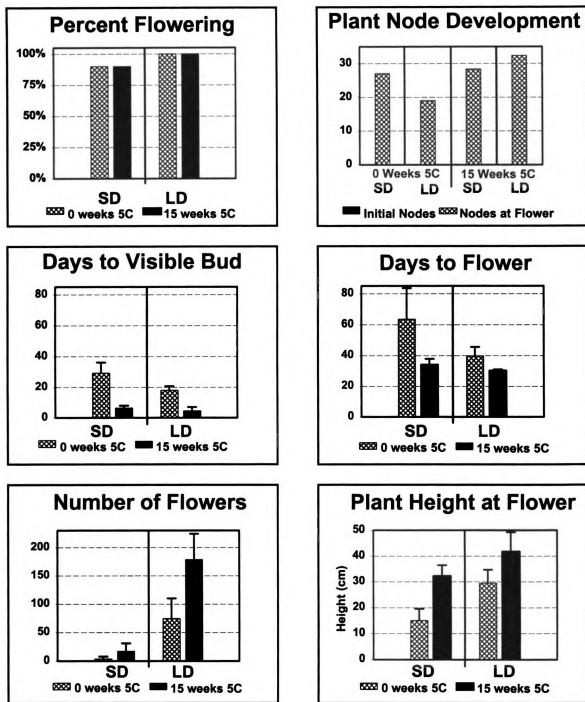 Percent Flowering
100%
75%
50%
25%
0%
SD LD
0 weeks 5C 15 weeks 5C
Plant Node Development
30
20
10
0
0 Weeks 5C 15 Weeks 5C
SD LD SD LD
Initial Nodes Nodes at Flower
Days to Visible Bud
80
60
40
20
0
SD LD
0 weeks 5C 15 weeks 5C
Days to Flower
80
60
40
20
0
SD LD
0 weeks 5C 15 weeks 5C
Number of Flowers
200
150
100
50
0
SD LD
0 weeks 5C 15 weeks 5C
Plant Height at Flower
Height (cm)
50
40
30
20
10
0
SD LD
0 weeks 5C 15 weeks 5C